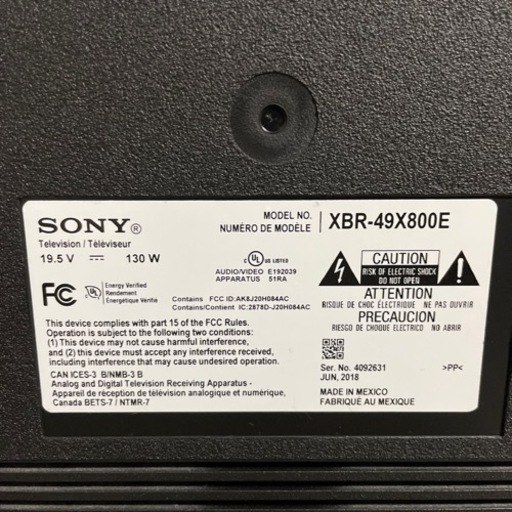 SONY®
Television / Téléviseur
19.5 V ⎓ 130 W
MODEL NO.
NUMÉRO DE MODÈLE
XBR-49X800E
UL US LISTED
AUDIO/VIDEO E192039
APPARATUS 51RA
CAUTION
RISK OF ELECTRIC SHOCK
DO NOT OPEN
ATTENTION
RISQUE DE CHOC ÉLECTRIQUE NE PAS OUVRIR
PRECAUCION
RIESGO DE CHOQUE ELECTRICO NO ABRIR
FC
UL
Energy Verified
Rendement Energétique Vérifié
Contains FCC ID:AK8J20H084AC
Contains/Contient IC:2878D-J20H084AC
This device complies with part 15 of the FCC Rules.
Operation is subject to the following two conditions:
(1) This device may not cause harmful interference,
and (2) this device must accept any interference received,
including interference that may cause undesired operation.
CAN ICES-3 B/NMB-3 B
Analog and Digital Television Receiving Apparatus -
Appareil de réception de télévision analogique et numérique,
Canada BETS-7 / NTMR-7
Ser. No. 4092631 >PP<
JUN, 2018
MADE IN MEXICO
FABRIQUÉ AU MEXIQUE